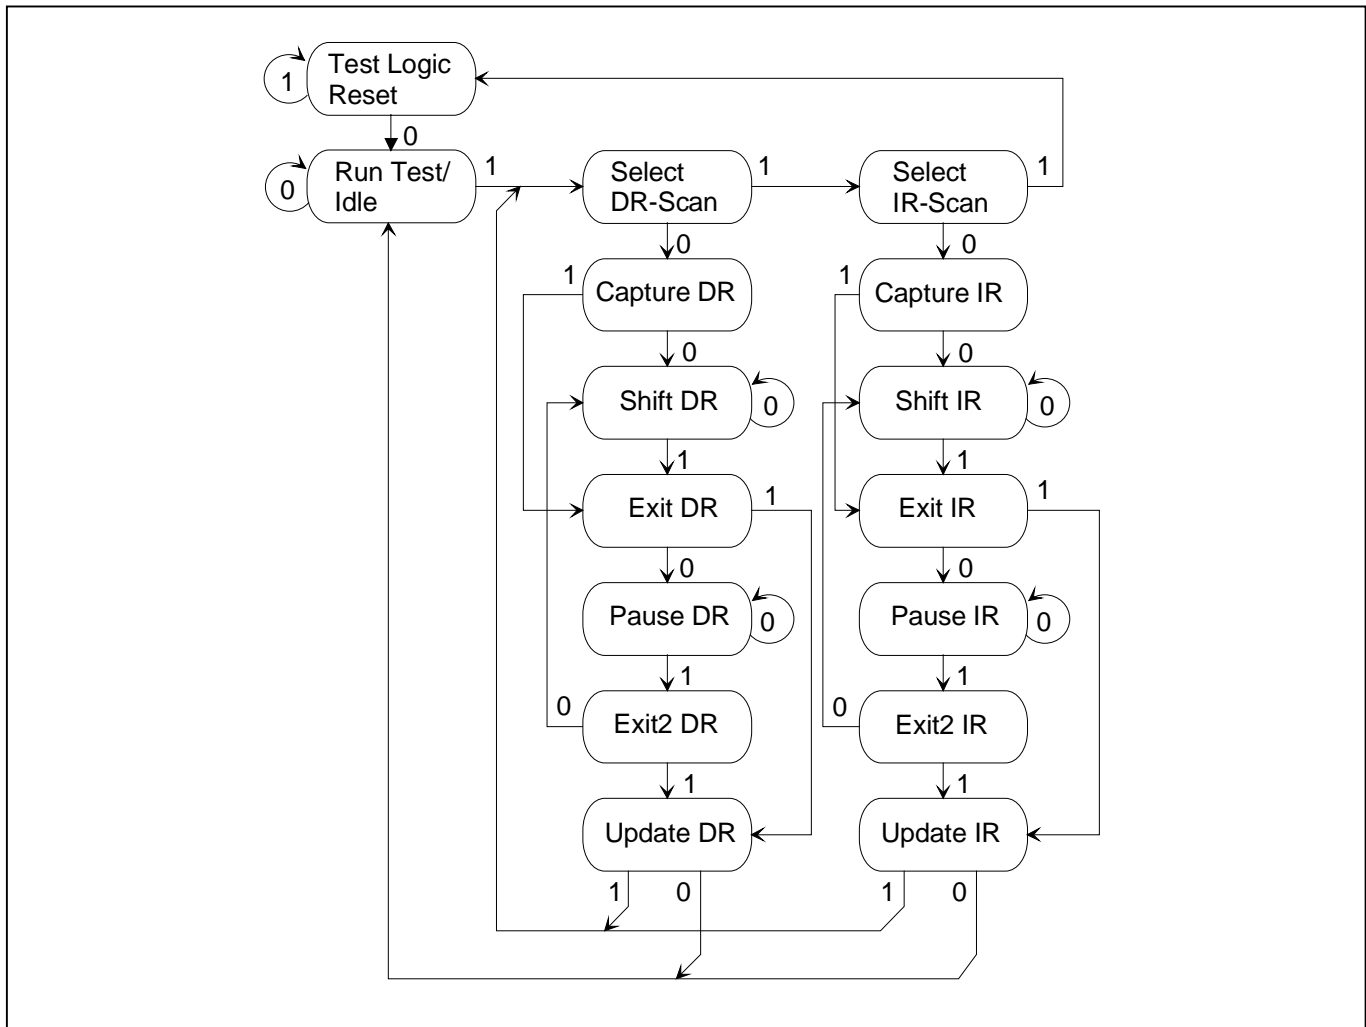 Test Logic
Reset
1
0
Run Test/
Idle
0
1
Select
DR-Scan
1
Select
IR-Scan
1
0
0
1
Capture DR
1
Capture IR
0
0
Shift DR
0
Shift IR
0
1
1
Exit DR
1
Exit IR
1
0
0
Pause DR
0
Pause IR
0
1
1
0
Exit2 DR
0
Exit2 IR
1
1
Update DR
Update IR
1
0
1
0